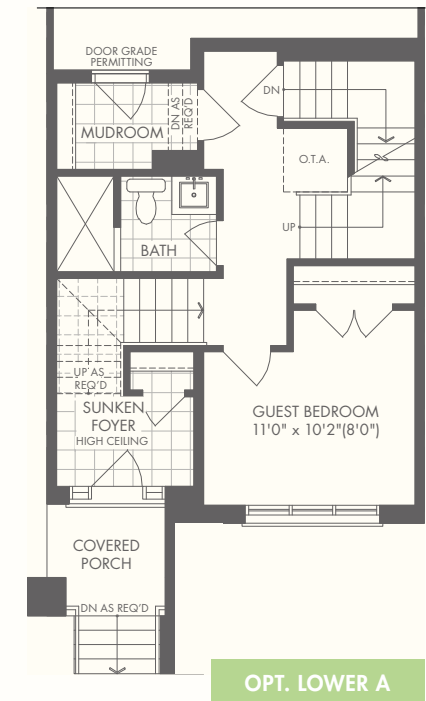 DOOR GRADE
PERMITTING
DN
DN AS
REQ'D
MUDROOM
O.T.A.
UP
BATH
UP AS
REQ'D
SUNKEN
FOYER
HIGH CEILING
GUEST BEDROOM
11'0" x 10'2"(8'0")
COVERED
PORCH
DN AS REQ'D
OPT. LOWER A